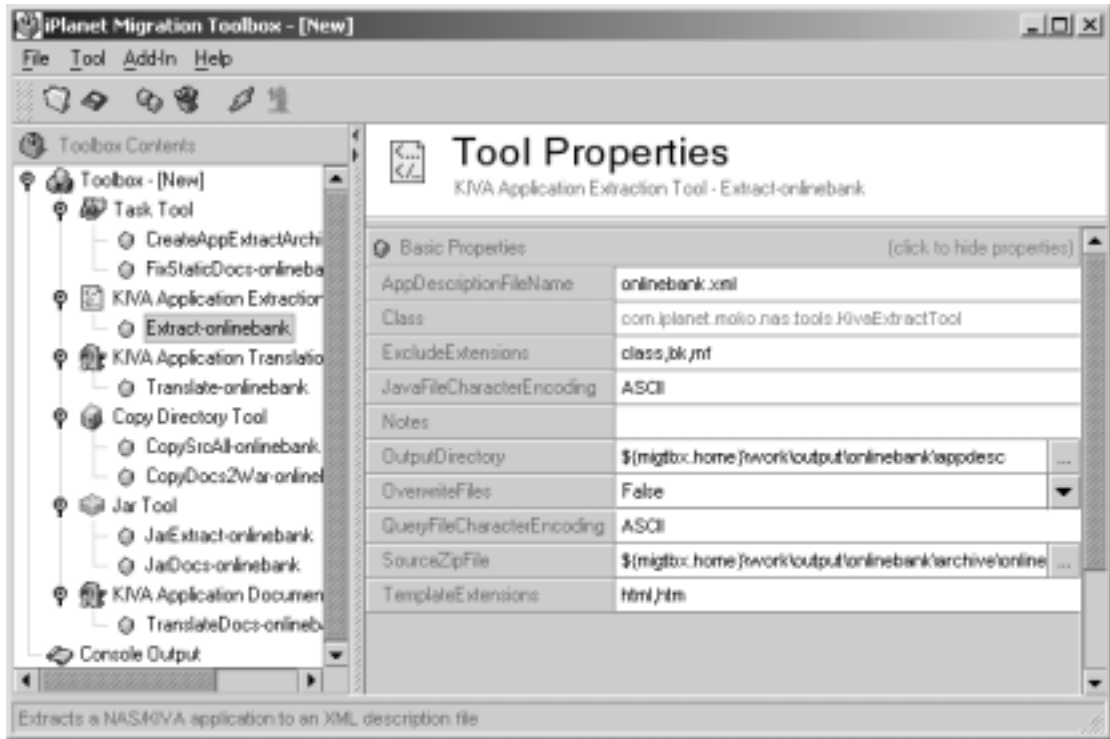 iPlanet Migration Toolbox - [New]
File Tool Add-In Help
Toolbox Contents
Toolbox - [New]
Task Tool
CreateAppExtractArchi
FixStaticDocs-onlineba
KIVA Application Extraction
Extract-onlinebank
KIVA Application Translatio
Translate-onlinebank
Copy Directory Tool
CopySrcAll-onlinebank
CopyDocs2War-onlinel
Jar Tool
JarExtract-onlinebank
JarDocs-onlinebank
KIVA Application Documen
TranslateDocs-onlineb
Console Output
Tool Properties
KIVA Application Extraction Tool - Extract-onlinebank
Basic Properties (click to hide properties)
AppDescriptionFileName onlinebank.xml
Class com.iplanet.moko.nas.tools.KivaExtractTool
ExcludeExtensions class,bk,mf
JavaFileCharacterEncoding ASCII
Notes
OutputDirectory ${migtbx.home}\work\output\onlinebank\appdesc ...
OverwriteFiles False
QueryFileCharacterEncoding ASCII
SourceZipFile ${migtbx.home}\work\output\onlinebank\archive\online ...
TemplateExtensions html,htm
Extracts a NAS/KIVA application to an XML description file